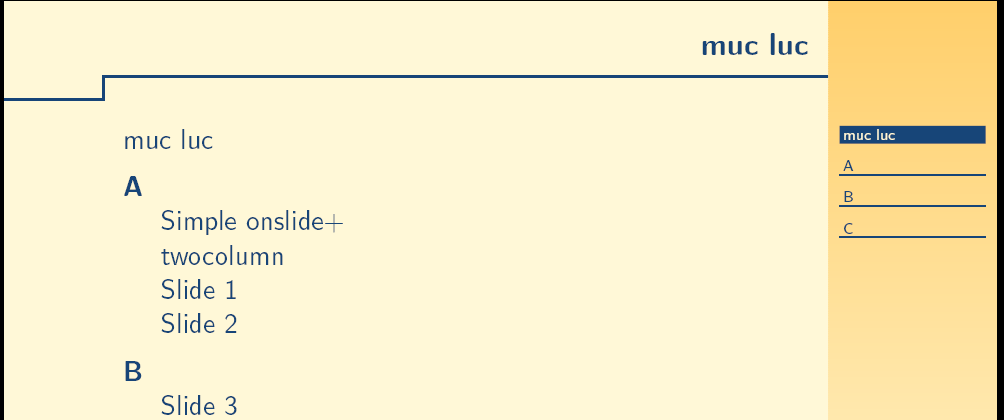 muc luc
muc luc
A
Simple onslide+
twocolumn
Slide 1
Slide 2
B
Slide 3
muc luc
A
B
C